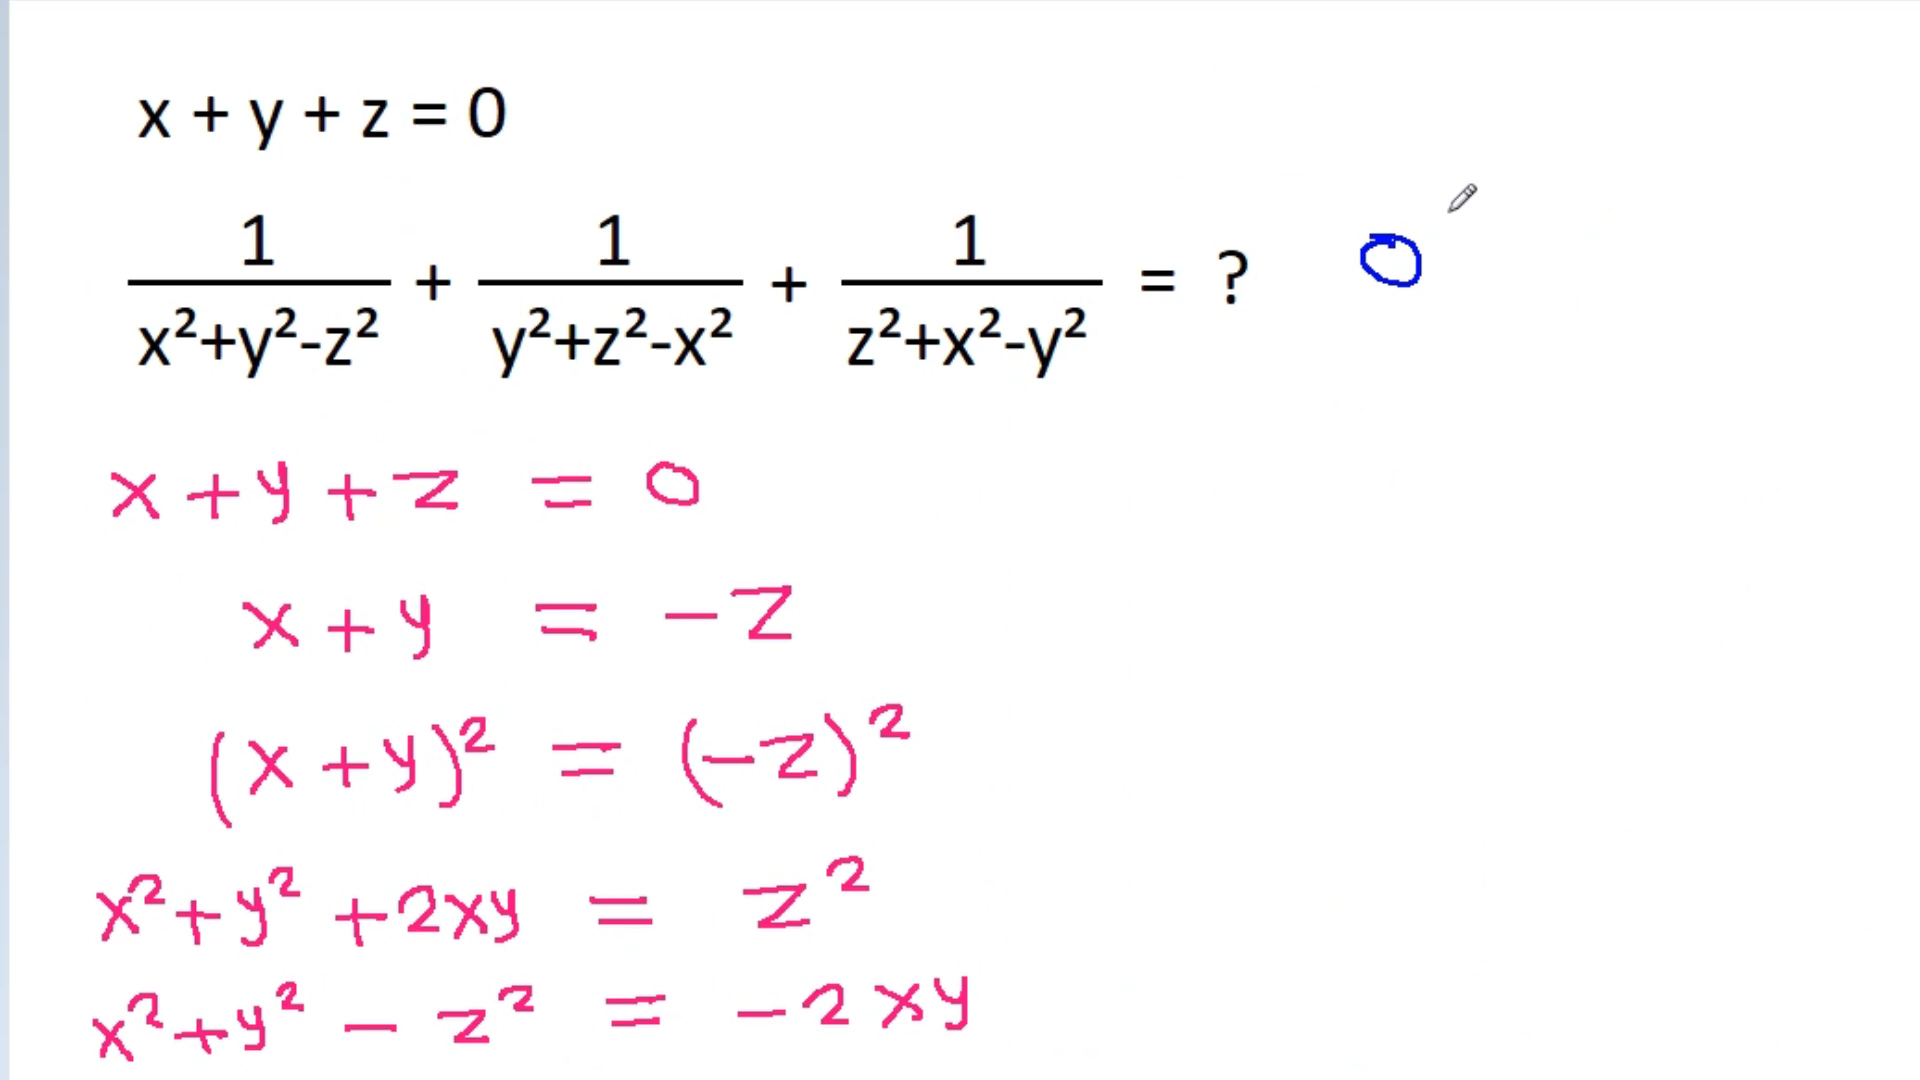 x + y + z = 0
1/(x²+y²-z²) + 1/(y²+z²-x²) + 1/(z²+x²-y²) = ? 0
x + y + z = 0
x + y = -z
(x + y)² = (-z)²
x² + y² + 2xy = z²
x² + y² - z² = -2xy